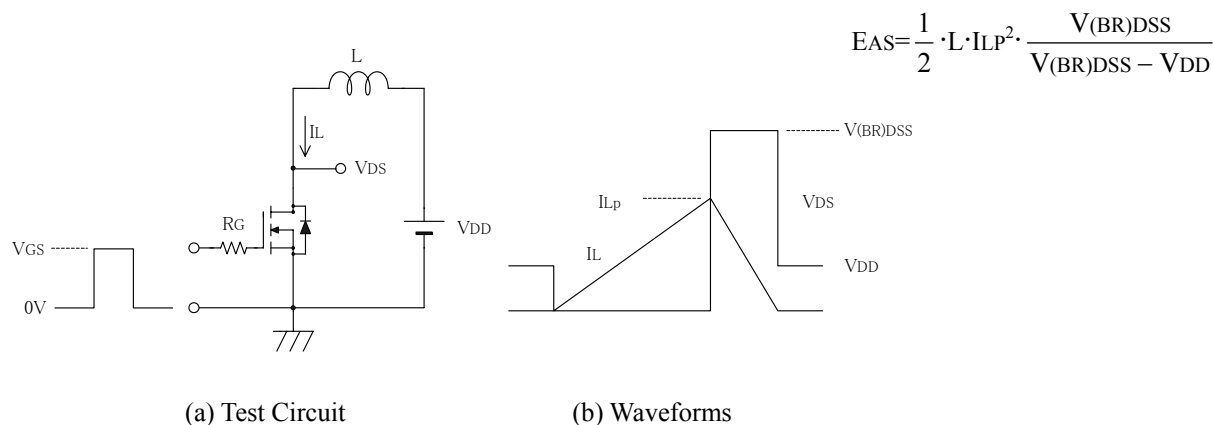 EAS= 1/2 ·L·ILP²· V(BR)DSS / V(BR)DSS – VDD
L
IL
VDS
RG
VDD
VGS
0V
V(BR)DSS
ILp
VDS
IL
VDD
(a) Test Circuit
(b) Waveforms